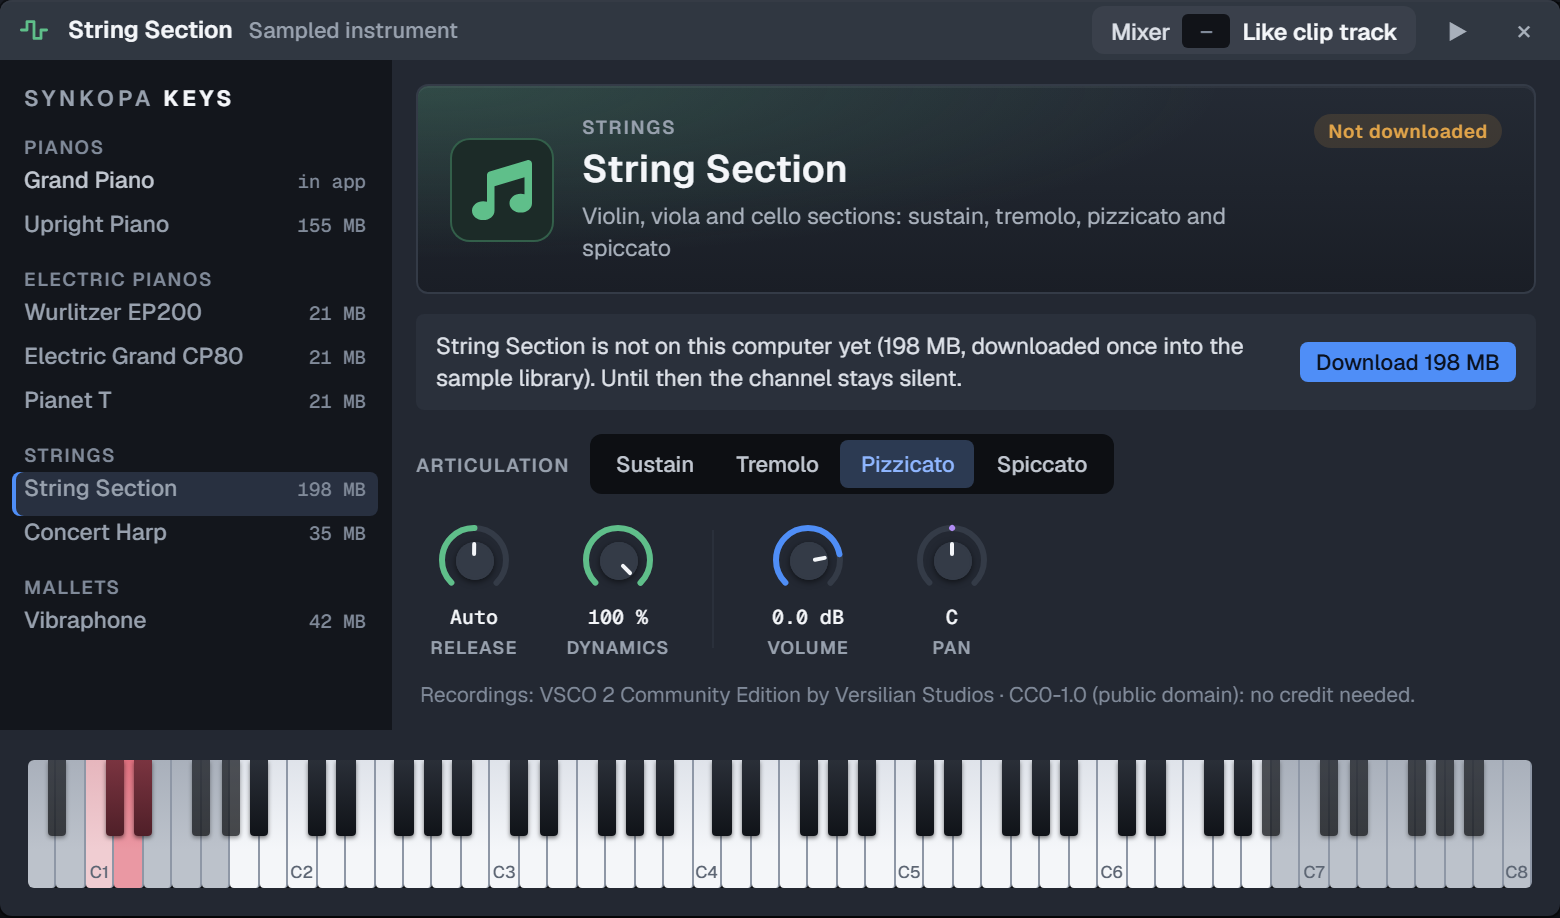 String Section Sampled instrument
Mixer – Like clip track
SYNKOPA KEYS
PIANOS
Grand Piano in app
Upright Piano 155 MB
ELECTRIC PIANOS
Wurlitzer EP200 21 MB
Electric Grand CP80 21 MB
Pianet T 21 MB
STRINGS
String Section 198 MB
Concert Harp 35 MB
MALLETS
Vibraphone 42 MB
STRINGS
Not downloaded
String Section
Violin, viola and cello sections: sustain, tremolo, pizzicato and
spiccato
String Section is not on this computer yet (198 MB, downloaded once into the
sample library). Until then the channel stays silent.
Download 198 MB
ARTICULATION Sustain Tremolo Pizzicato Spiccato
Auto 100 % 0.0 dB C
RELEASE DYNAMICS VOLUME PAN
Recordings: VSCO 2 Community Edition by Versilian Studios · CC0-1.0 (public domain): no credit needed.
C1 C2 C3 C4 C5 C6 C7 C8